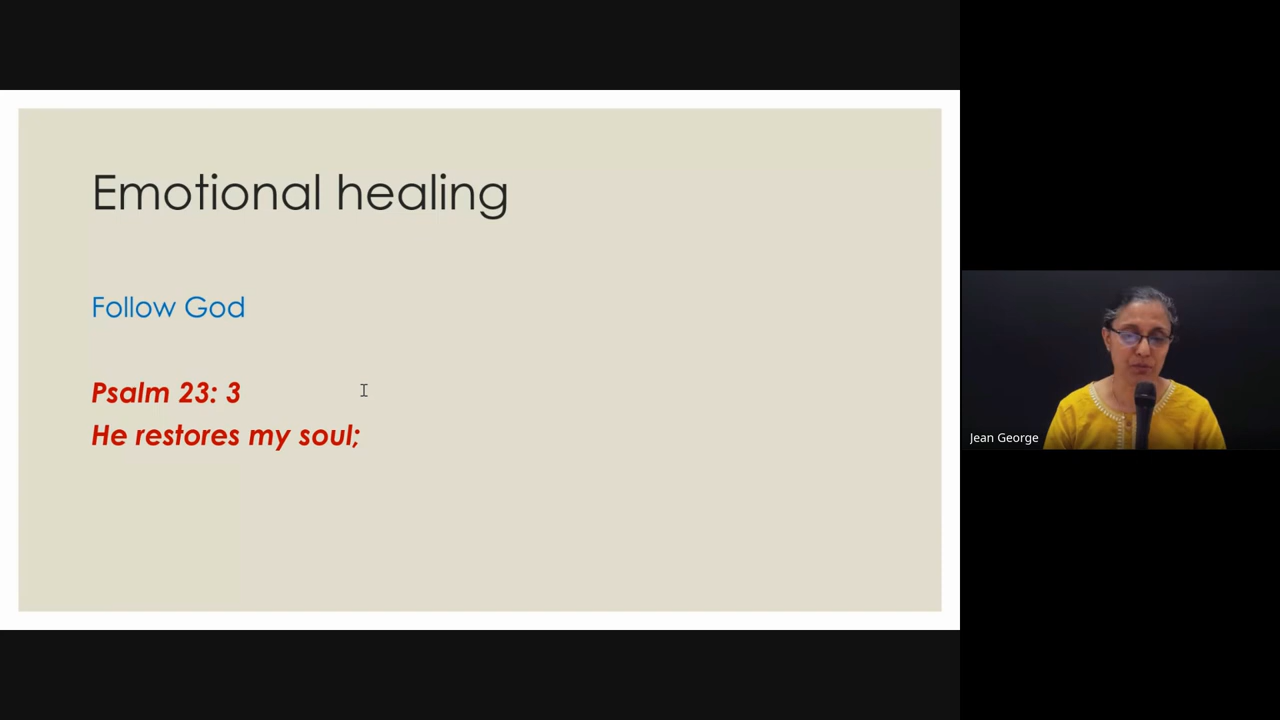 Emotional healing
Follow God
Psalm 23: 3
He restores my soul;
Jean George